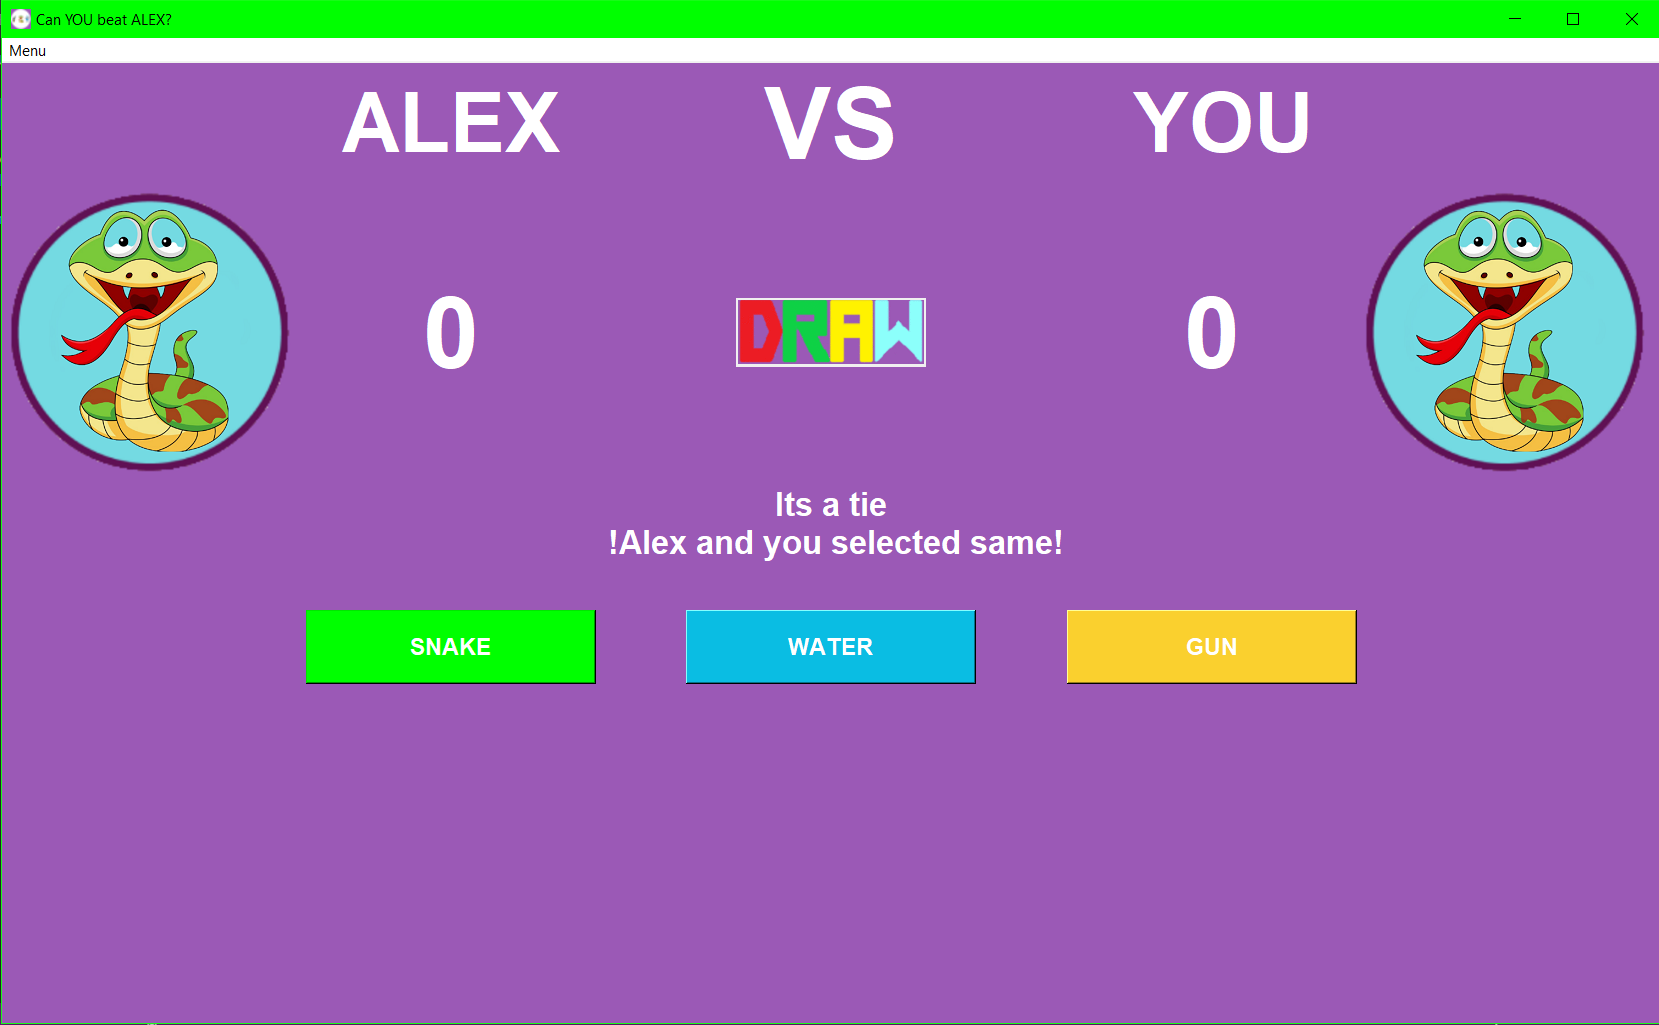 Can YOU beat ALEX?
Menu
ALEX VS YOU
0 DRAW 0
Its a tie
!Alex and you selected same!
SNAKE WATER GUN